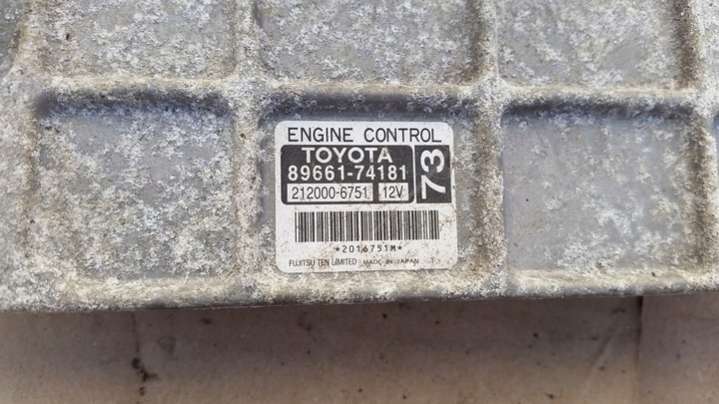 ENGINE CONTROL
TOYOTA
89661-74181
212000-6751 12V
73
*2016751M*
FUJITSU TEN LIMITED MADE IN JAPAN